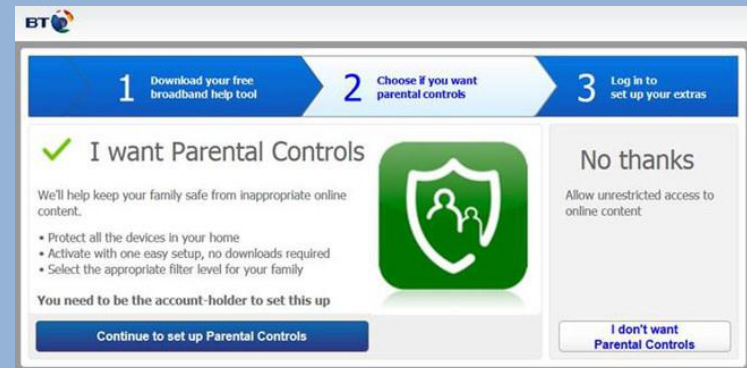 BT
1 Download your free
broadband help tool
2 Choose if you want
parental controls
3 Log in to
set up your extras
I want Parental Controls
We'll help keep your family safe from inappropriate online
content.
• Protect all the devices in your home
• Activate with one easy setup, no downloads required
• Select the appropriate filter level for your family
You need to be the account-holder to set this up
Continue to set up Parental Controls
No thanks
Allow unrestricted access to
online content
I don't want
Parental Controls